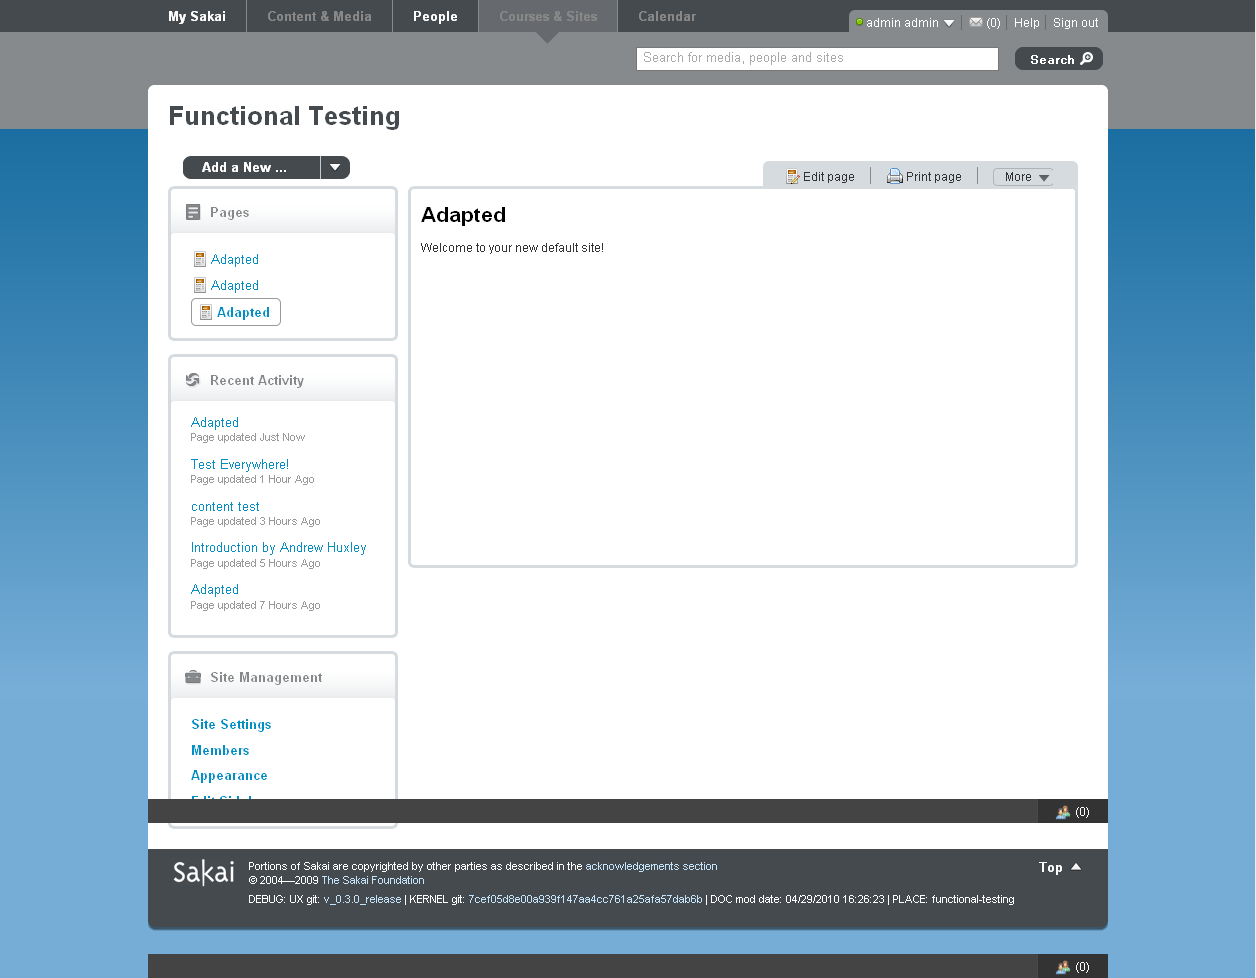 My Sakai Content & Media People Courses & Sites Calendar
admin admin (0) Help Sign out
Search for media, people and sites Search
Functional Testing
Add a New ...
Edit page Print page More
Pages
Adapted
Adapted
Adapted
Adapted
Welcome to your new default site!
Recent Activity
Adapted
Page updated Just Now
Test Everywhere!
Page updated 1 Hour Ago
content test
Page updated 3 Hours Ago
Introduction by Andrew Huxley
Page updated 5 Hours Ago
Adapted
Page updated 7 Hours Ago
Site Management
Site Settings
Members
Appearance
(0)
Sakai
Portions of Sakai are copyrighted by other parties as described in the acknowledgements section
© 2004—2009 The Sakai Foundation
DEBUG: UX git: v_0.3.0_release | KERNEL git: 7cef05d8e00a939f147aa4cc761a25afa57dab6b | DOC mod date: 04/29/2010 16:26:23 | PLACE: functional-testing
Top
(0)